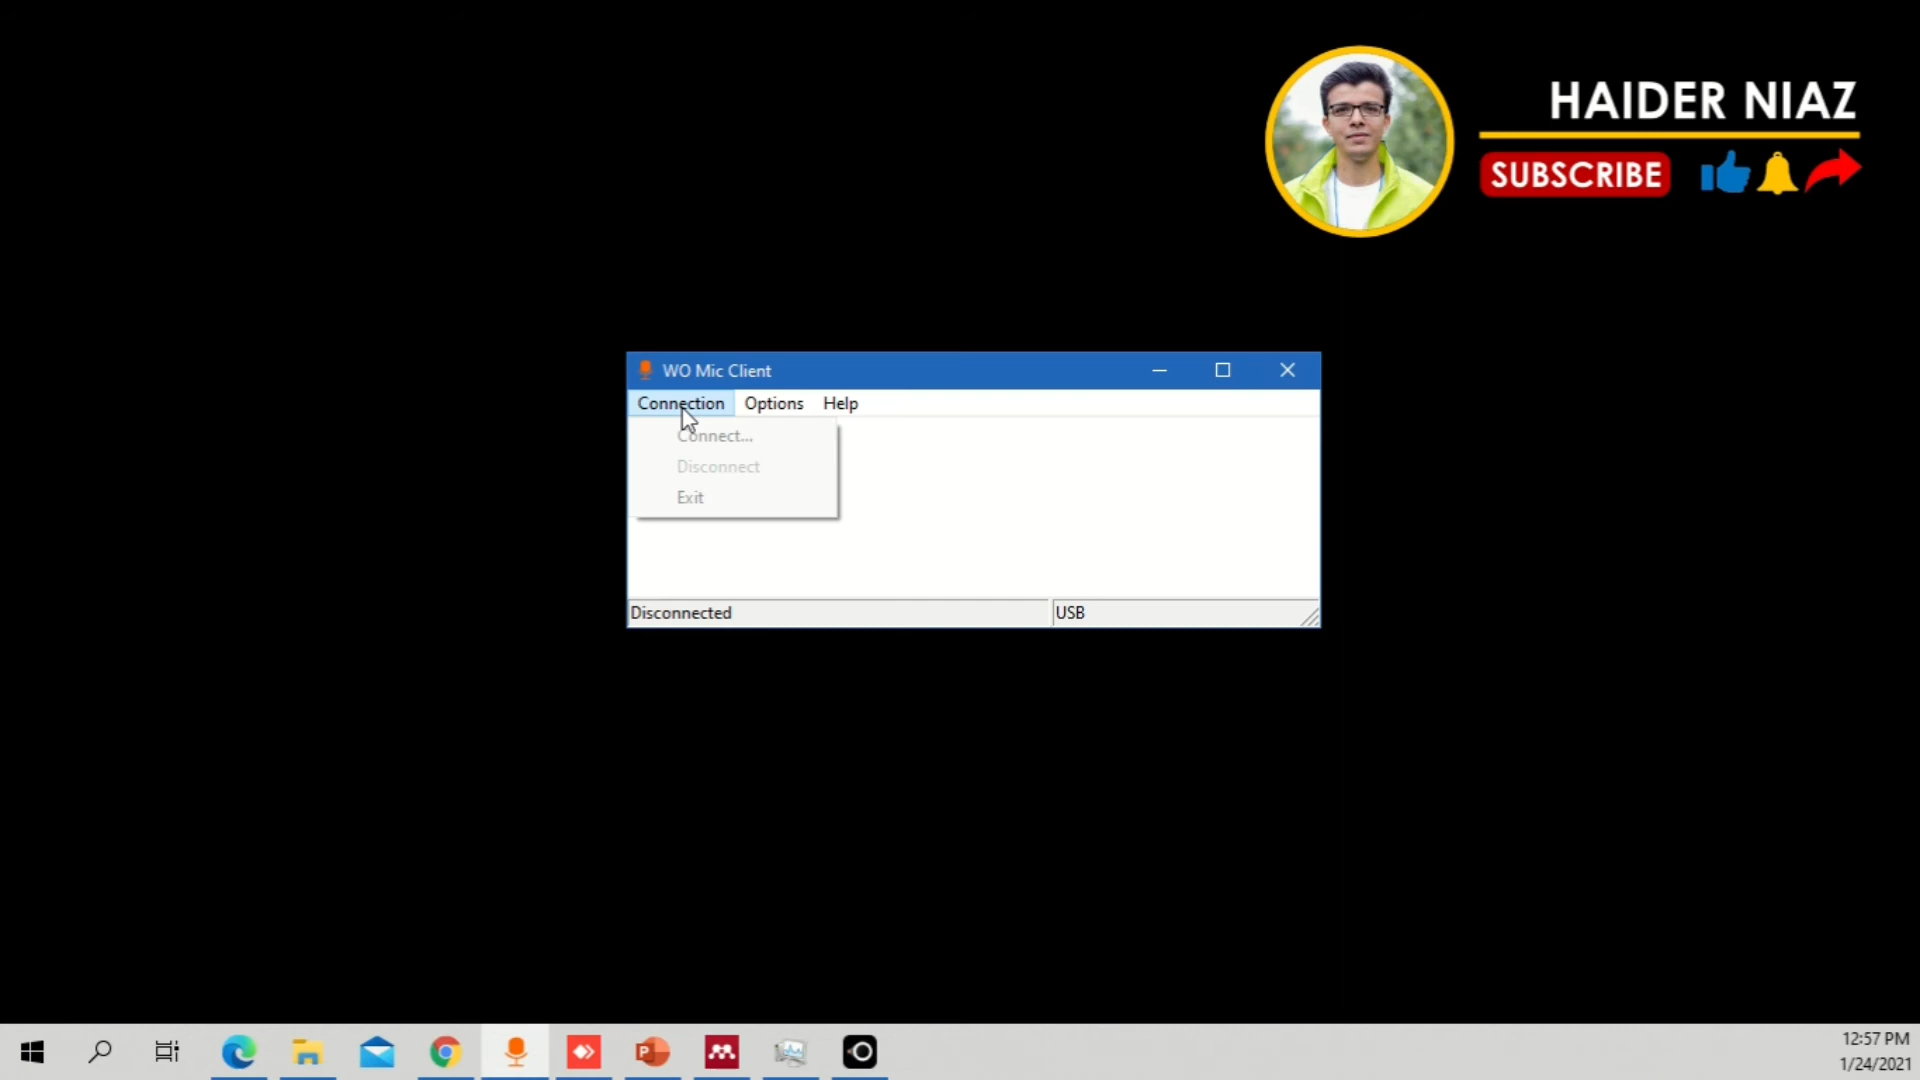 HAIDER NIAZ
SUBSCRIBE
WO Mic Client
Connection Options Help
Connect...
Disconnect
Exit
Disconnected USB
12:57 PM
1/24/2021